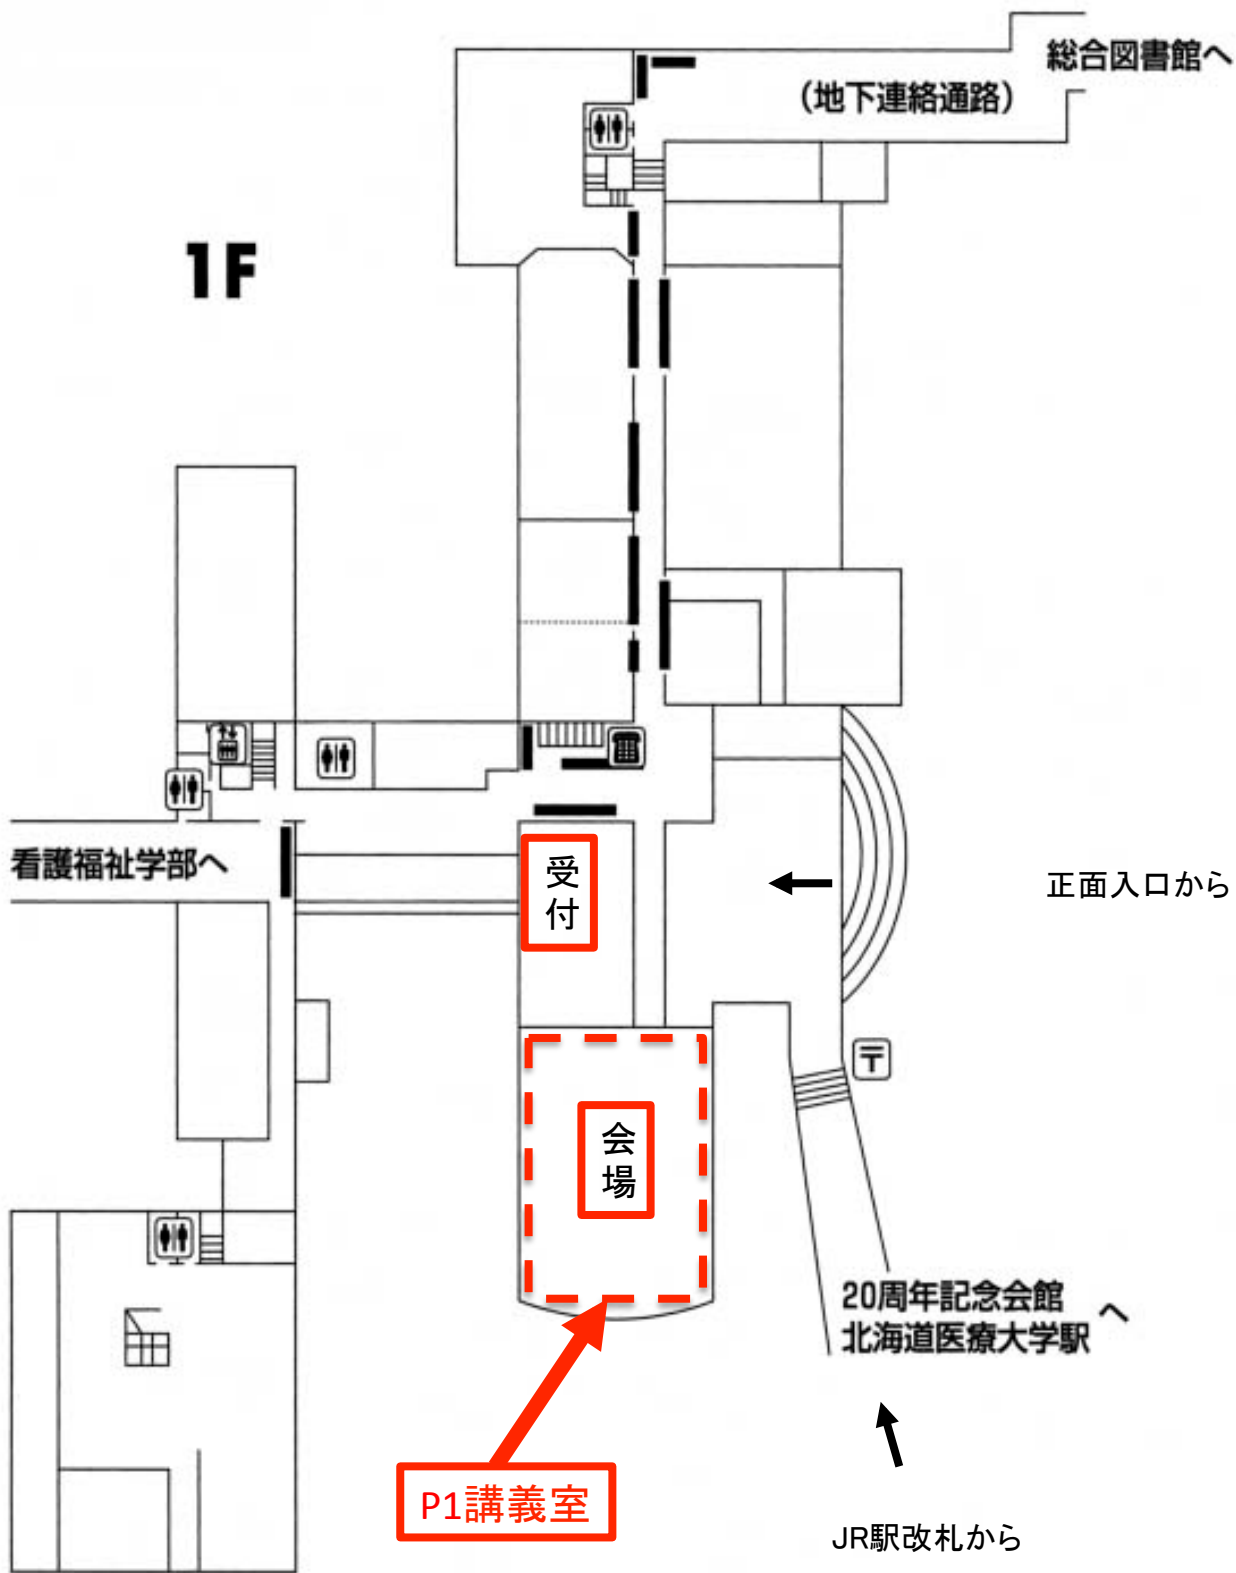 総合図書館へ
(地下連絡通路)
1F
看護福祉学部へ
受付
正面入口から
〒
会場
20周年記念会館
北海道医療大学駅 へ
P1講義室
JR駅改札から